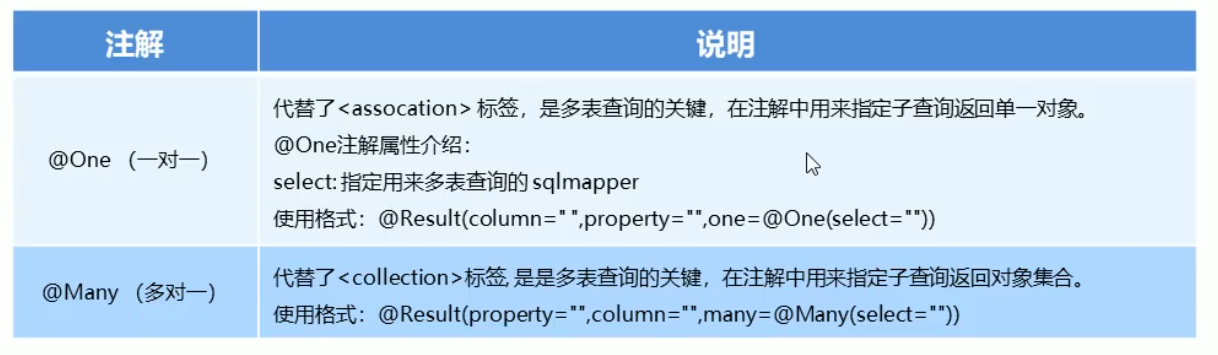 注解
说明
@One （一对一）
代替了<assocation> 标签，是多表查询的关键，在注解中用来指定子查询返回单一对象。
@One注解属性介绍：
select: 指定用来多表查询的 sqlmapper
使用格式：@Result(column=" ",property="",one=@One(select=""))
@Many （多对一）
代替了<collection>标签, 是是多表查询的关键，在注解中用来指定子查询返回对象集合。
使用格式：@Result(property="",column="",many=@Many(select=""))